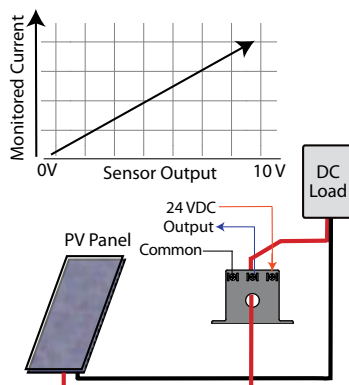 Monitored Current
0V
Sensor Output
10 V
DC
Load
24 VDC
Output
PV Panel
Common